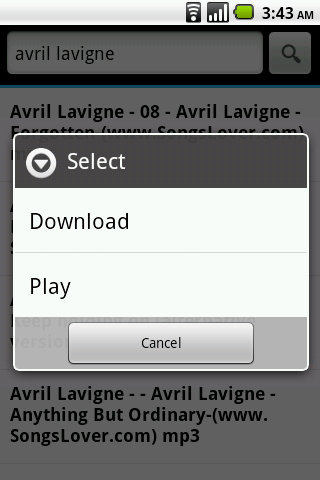 3:43 AM
avril lavigne
Avril Lavigne - 08 - Avril Lavigne -
Forgotten (www.SongsLover.com)
Select
Download
Play
Cancel
Avril Lavigne - - Avril Lavigne -
Anything But Ordinary-(www.
SongsLover.com) mp3